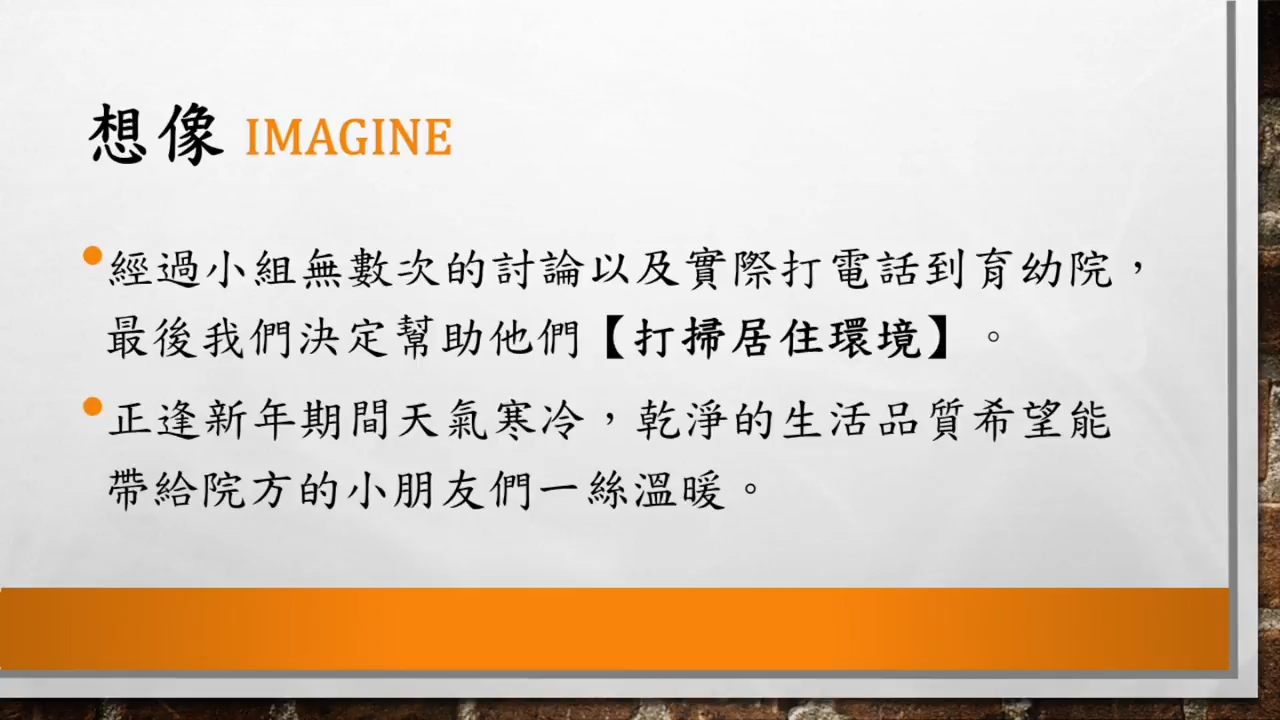 想像 IMAGINE
經過小組無數次的討論以及實際打電話到育幼院，
最後我們決定幫助他們【打掃居住環境】。
正逢新年期間天氣寒冷，乾淨的生活品質希望能
帶給院方的小朋友們一絲溫暖。